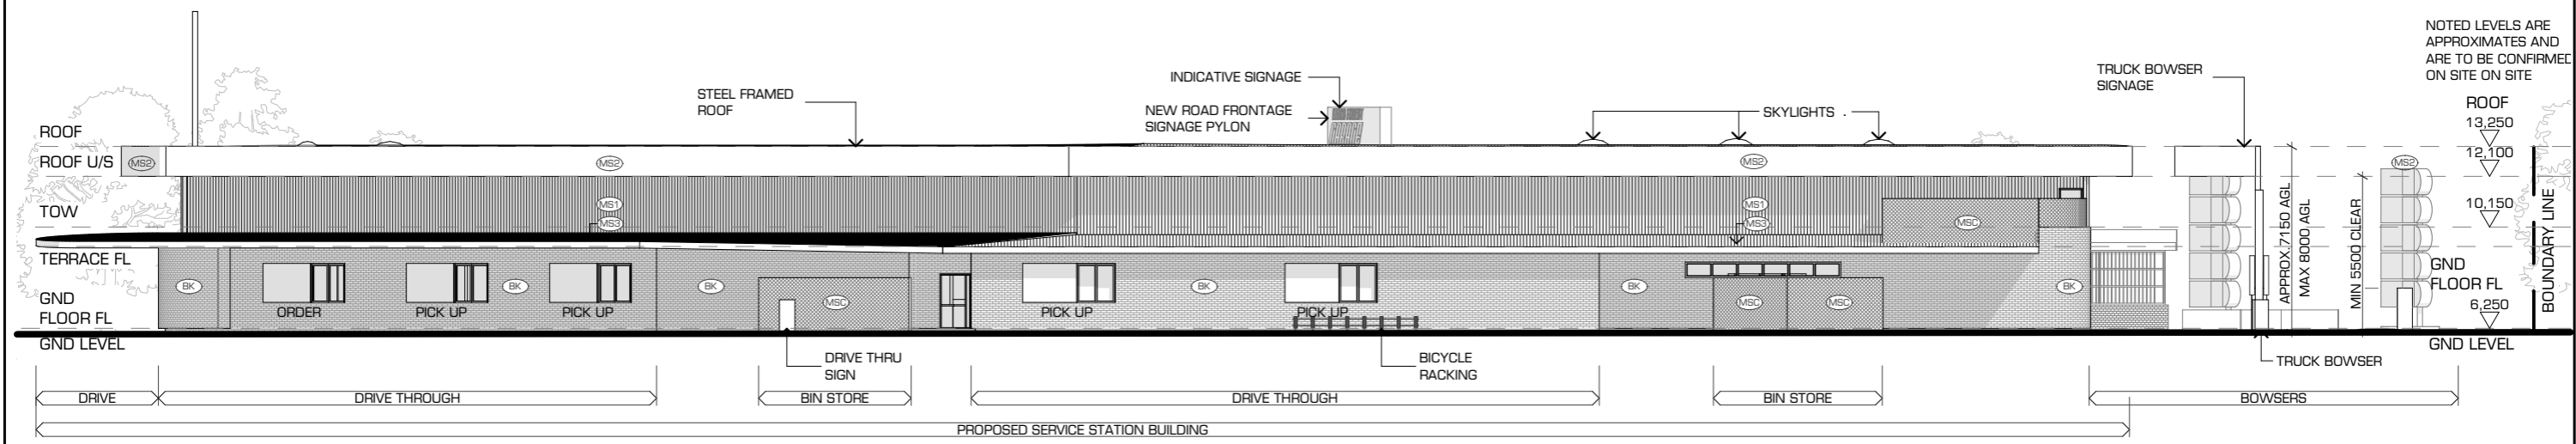 NOTED LEVELS ARE
APPROXIMATES AND
ARE TO BE CONFIRMED
ON SITE ON SITE
INDICATIVE SIGNAGE
STEEL FRAMED
ROOF
NEW ROAD FRONTAGE
SIGNAGE PYLON
SKYLIGHTS .
TRUCK BOWSER
SIGNAGE
ROOF
13,250
12,100
10,150
GND
FLOOR FL
6,250
GND LEVEL
BOUNDARY LINE
MIN 5500 CLEAR
APPROX.7150 AGL
MAX 8000.AGL
ROOF
ROOF U/S
TOW
TERRACE FL
GND
FLOOR FL
GND LEVEL
MS2
MS2
MS2
MS2
MS1
MS3
MS1
MS3
MSC
BK
BK
BK
BK
BK
BK
MSC
MSC
MSC
ORDER
PICK UP
PICK UP
PICK UP
PICK UP
DRIVE THRU
SIGN
BICYCLE
RACKING
TRUCK BOWSER
DRIVE
DRIVE THROUGH
BIN STORE
DRIVE THROUGH
BIN STORE
BOWSERS
PROPOSED SERVICE STATION BUILDING